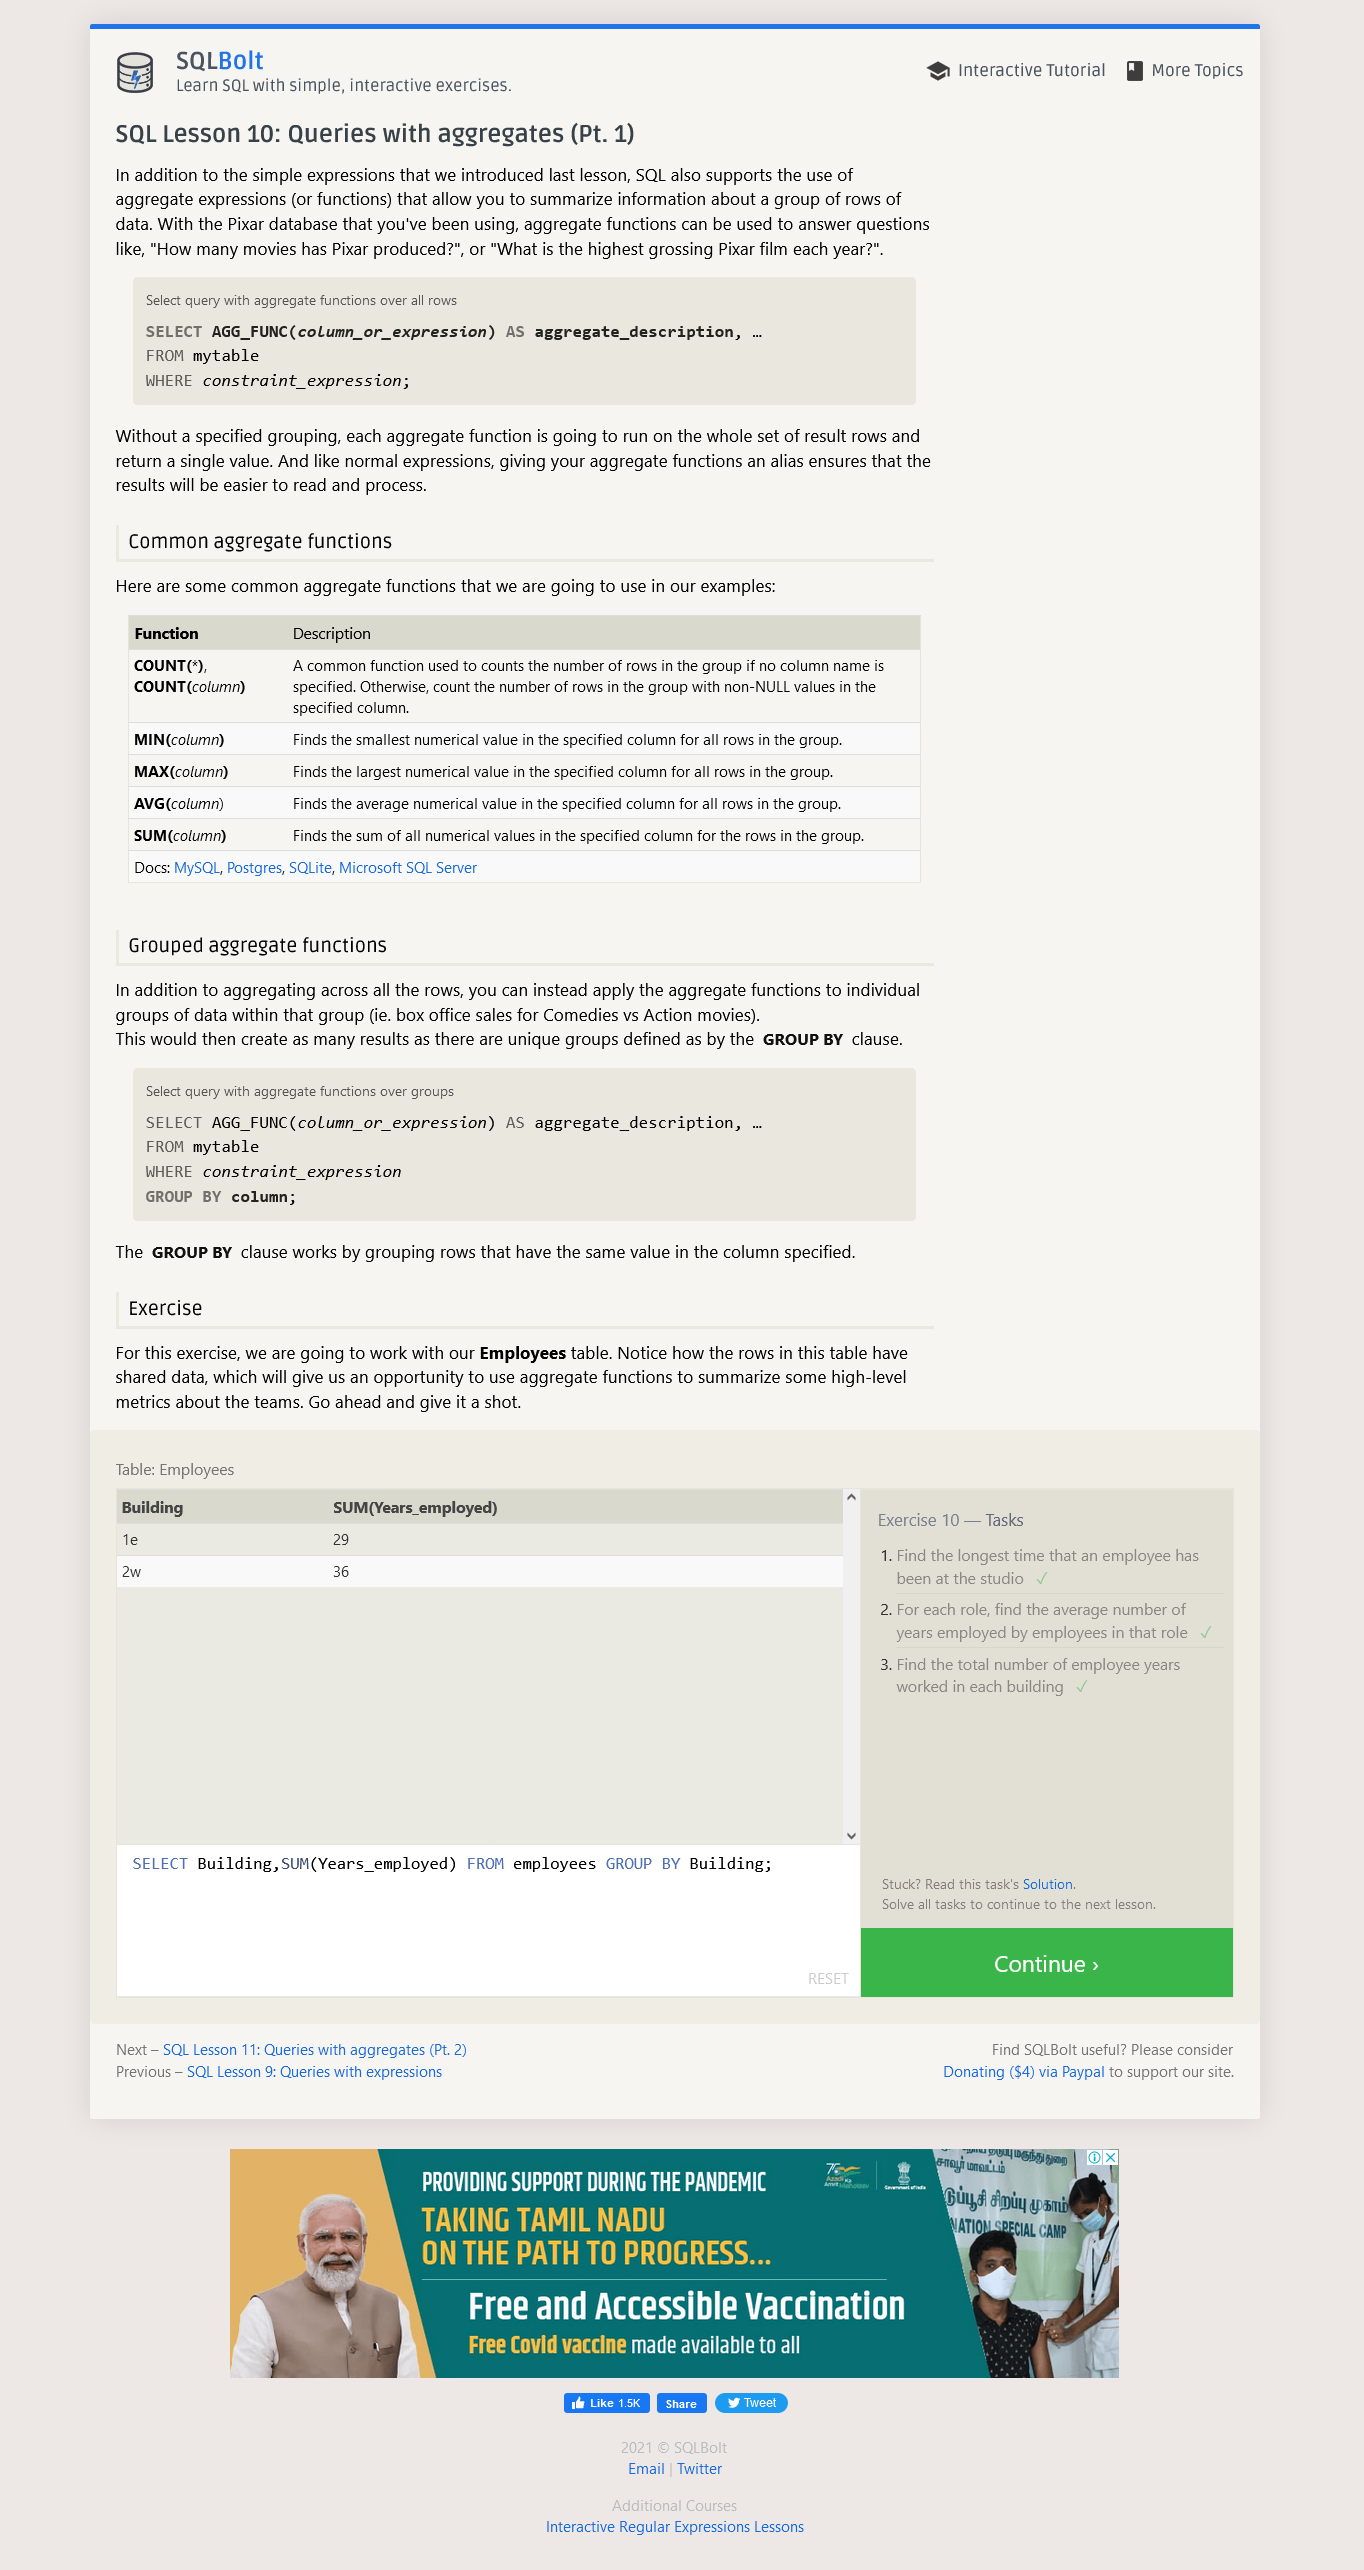 SQLBolt
Learn SQL with simple, interactive exercises.
Interactive Tutorial
More Topics
SQL Lesson 10: Queries with aggregates (Pt. 1)
In addition to the simple expressions that we introduced last lesson, SQL also supports the use of
aggregate expressions (or functions) that allow you to summarize information about a group of rows of
data. With the Pixar database that you've been using, aggregate functions can be used to answer questions
like, "How many movies has Pixar produced?", or "What is the highest grossing Pixar film each year?".
Select query with aggregate functions over all rows
SELECT AGG_FUNC(column_or_expression) AS aggregate_description, …
FROM mytable
WHERE constraint_expression;
Without a specified grouping, each aggregate function is going to run on the whole set of result rows and
return a single value. And like normal expressions, giving your aggregate functions an alias ensures that the
results will be easier to read and process.
Common aggregate functions
Here are some common aggregate functions that we are going to use in our examples:
Function Description
COUNT(*), A common function used to counts the number of rows in the group if no column name is
COUNT(column) specified. Otherwise, count the number of rows in the group with non-NULL values in the
specified column.
MIN(column) Finds the smallest numerical value in the specified column for all rows in the group.
MAX(column) Finds the largest numerical value in the specified column for all rows in the group.
AVG(column) Finds the average numerical value in the specified column for all rows in the group.
SUM(column) Finds the sum of all numerical values in the specified column for the rows in the group.
Docs: MySQL, Postgres, SQLite, Microsoft SQL Server
Grouped aggregate functions
In addition to aggregating across all the rows, you can instead apply the aggregate functions to individual
groups of data within that group (ie. box office sales for Comedies vs Action movies).
This would then create as many results as there are unique groups defined as by the GROUP BY clause.
Select query with aggregate functions over groups
SELECT AGG_FUNC(column_or_expression) AS aggregate_description, …
FROM mytable
WHERE constraint_expression
GROUP BY column;
The GROUP BY clause works by grouping rows that have the same value in the column specified.
Exercise
For this exercise, we are going to work with our Employees table. Notice how the rows in this table have
shared data, which will give us an opportunity to use aggregate functions to summarize some high-level
metrics about the teams. Go ahead and give it a shot.
Table: Employees
Building SUM(Years_employed)
1e 29
2w 36
SELECT Building,SUM(Years_employed) FROM employees GROUP BY Building;
RESET
Exercise 10 — Tasks
1. Find the longest time that an employee has
been at the studio ✓
2. For each role, find the average number of
years employed by employees in that role ✓
3. Find the total number of employee years
worked in each building ✓
Stuck? Read this task's Solution.
Solve all tasks to continue to the next lesson.
Continue ›
Next – SQL Lesson 11: Queries with aggregates (Pt. 2)
Previous – SQL Lesson 9: Queries with expressions
Find SQLBolt useful? Please consider
Donating ($4) via Paypal to support our site.
PROVIDING SUPPORT DURING THE PANDEMIC
TAKING TAMIL NADU
ON THE PATH TO PROGRESS...
Free and Accessible Vaccination
Free Covid vaccine made available to all
Azadi Ka
Amrit Mahotsav
Government of India
மாவட்டம்
சிறப்பு முகாம்
NATION SPECIAL CAMP
Like 1.5K
Share
Tweet
2021 © SQLBolt
Email | Twitter
Additional Courses
Interactive Regular Expressions Lessons